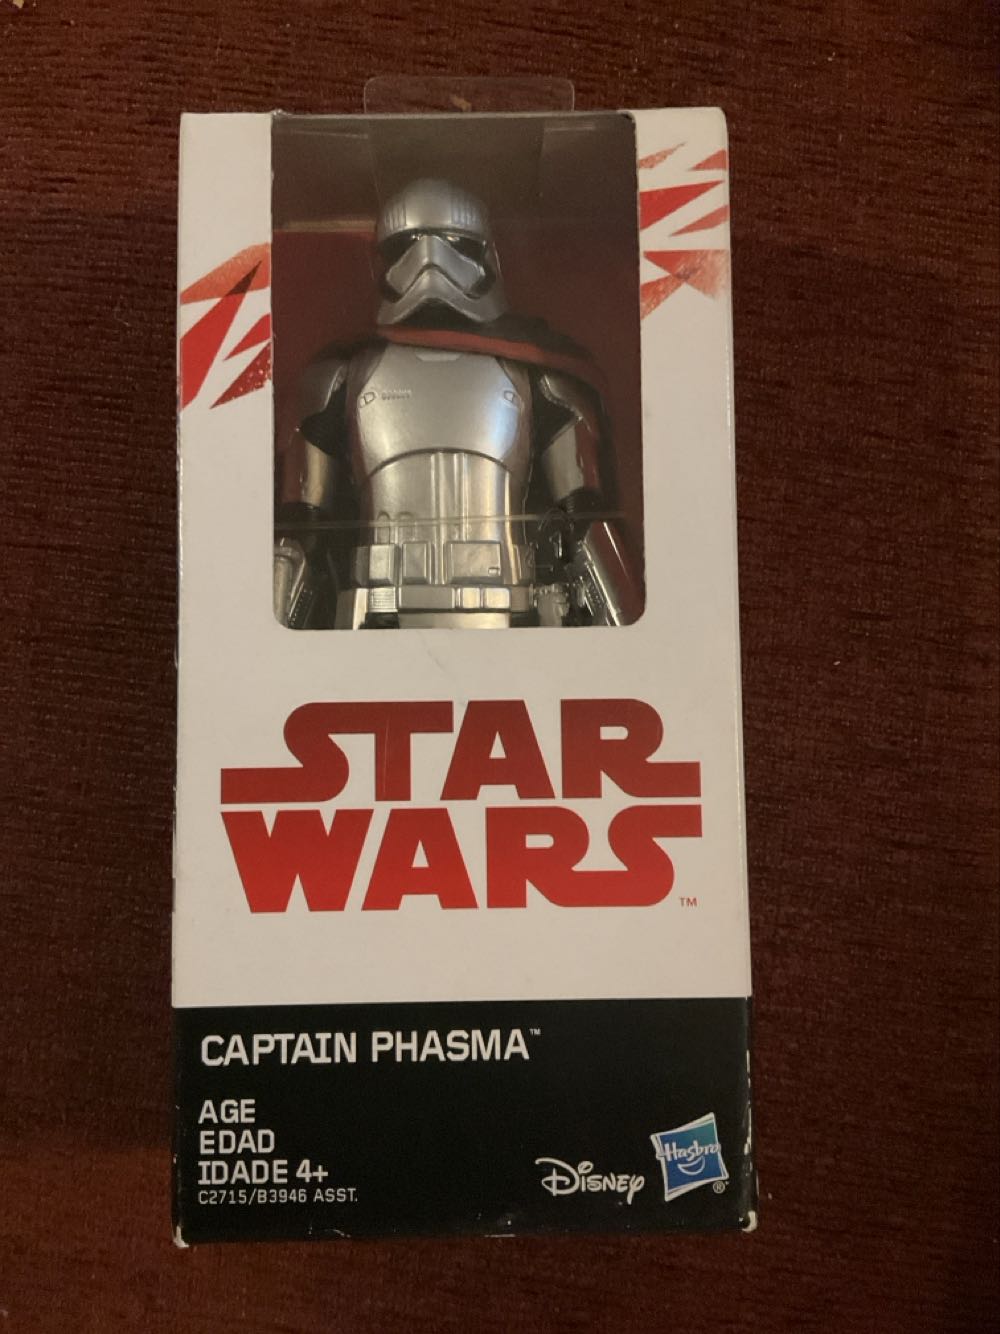 STAR
WARS
TM
CAPTAIN PHASMA™
AGE
EDAD
IDADE 4+
C2715/B3946 ASST.
Disney
Hasbro
®